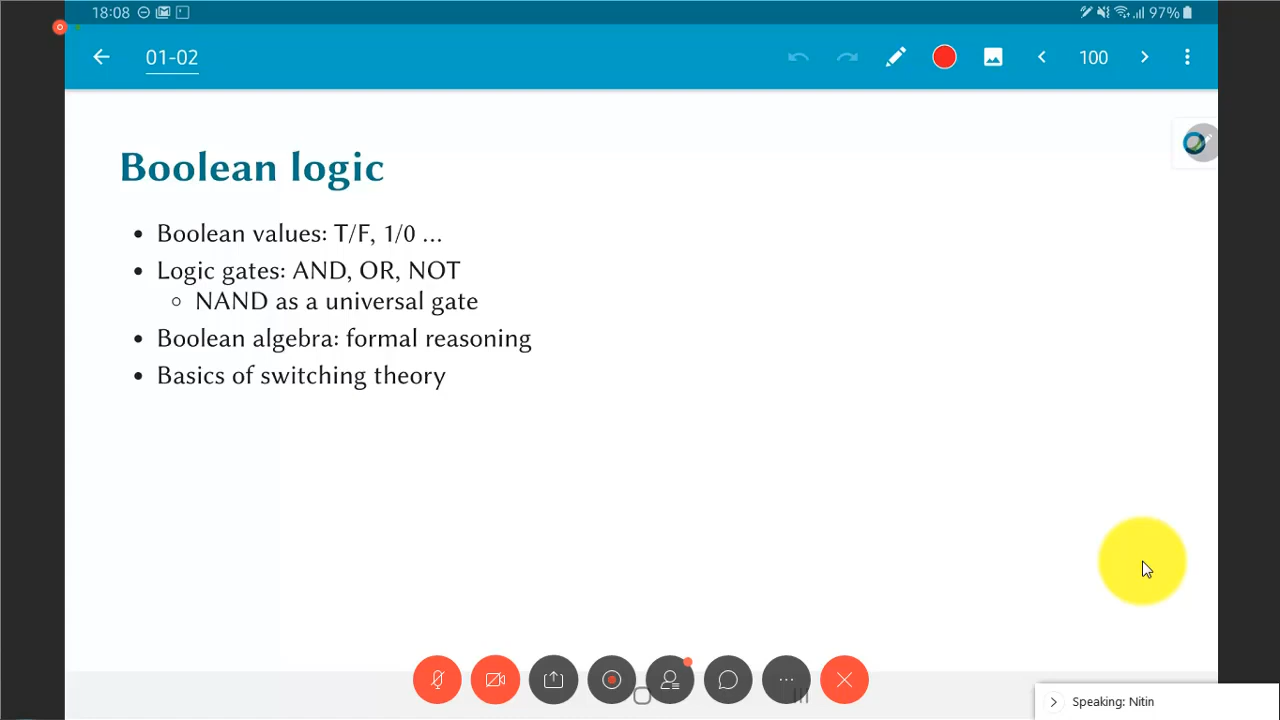 18:08
97%
01-02
100
Boolean logic
• Boolean values: T/F, 1/0 ...
• Logic gates: AND, OR, NOT
◦ NAND as a universal gate
• Boolean algebra: formal reasoning
• Basics of switching theory
Speaking: Nitin